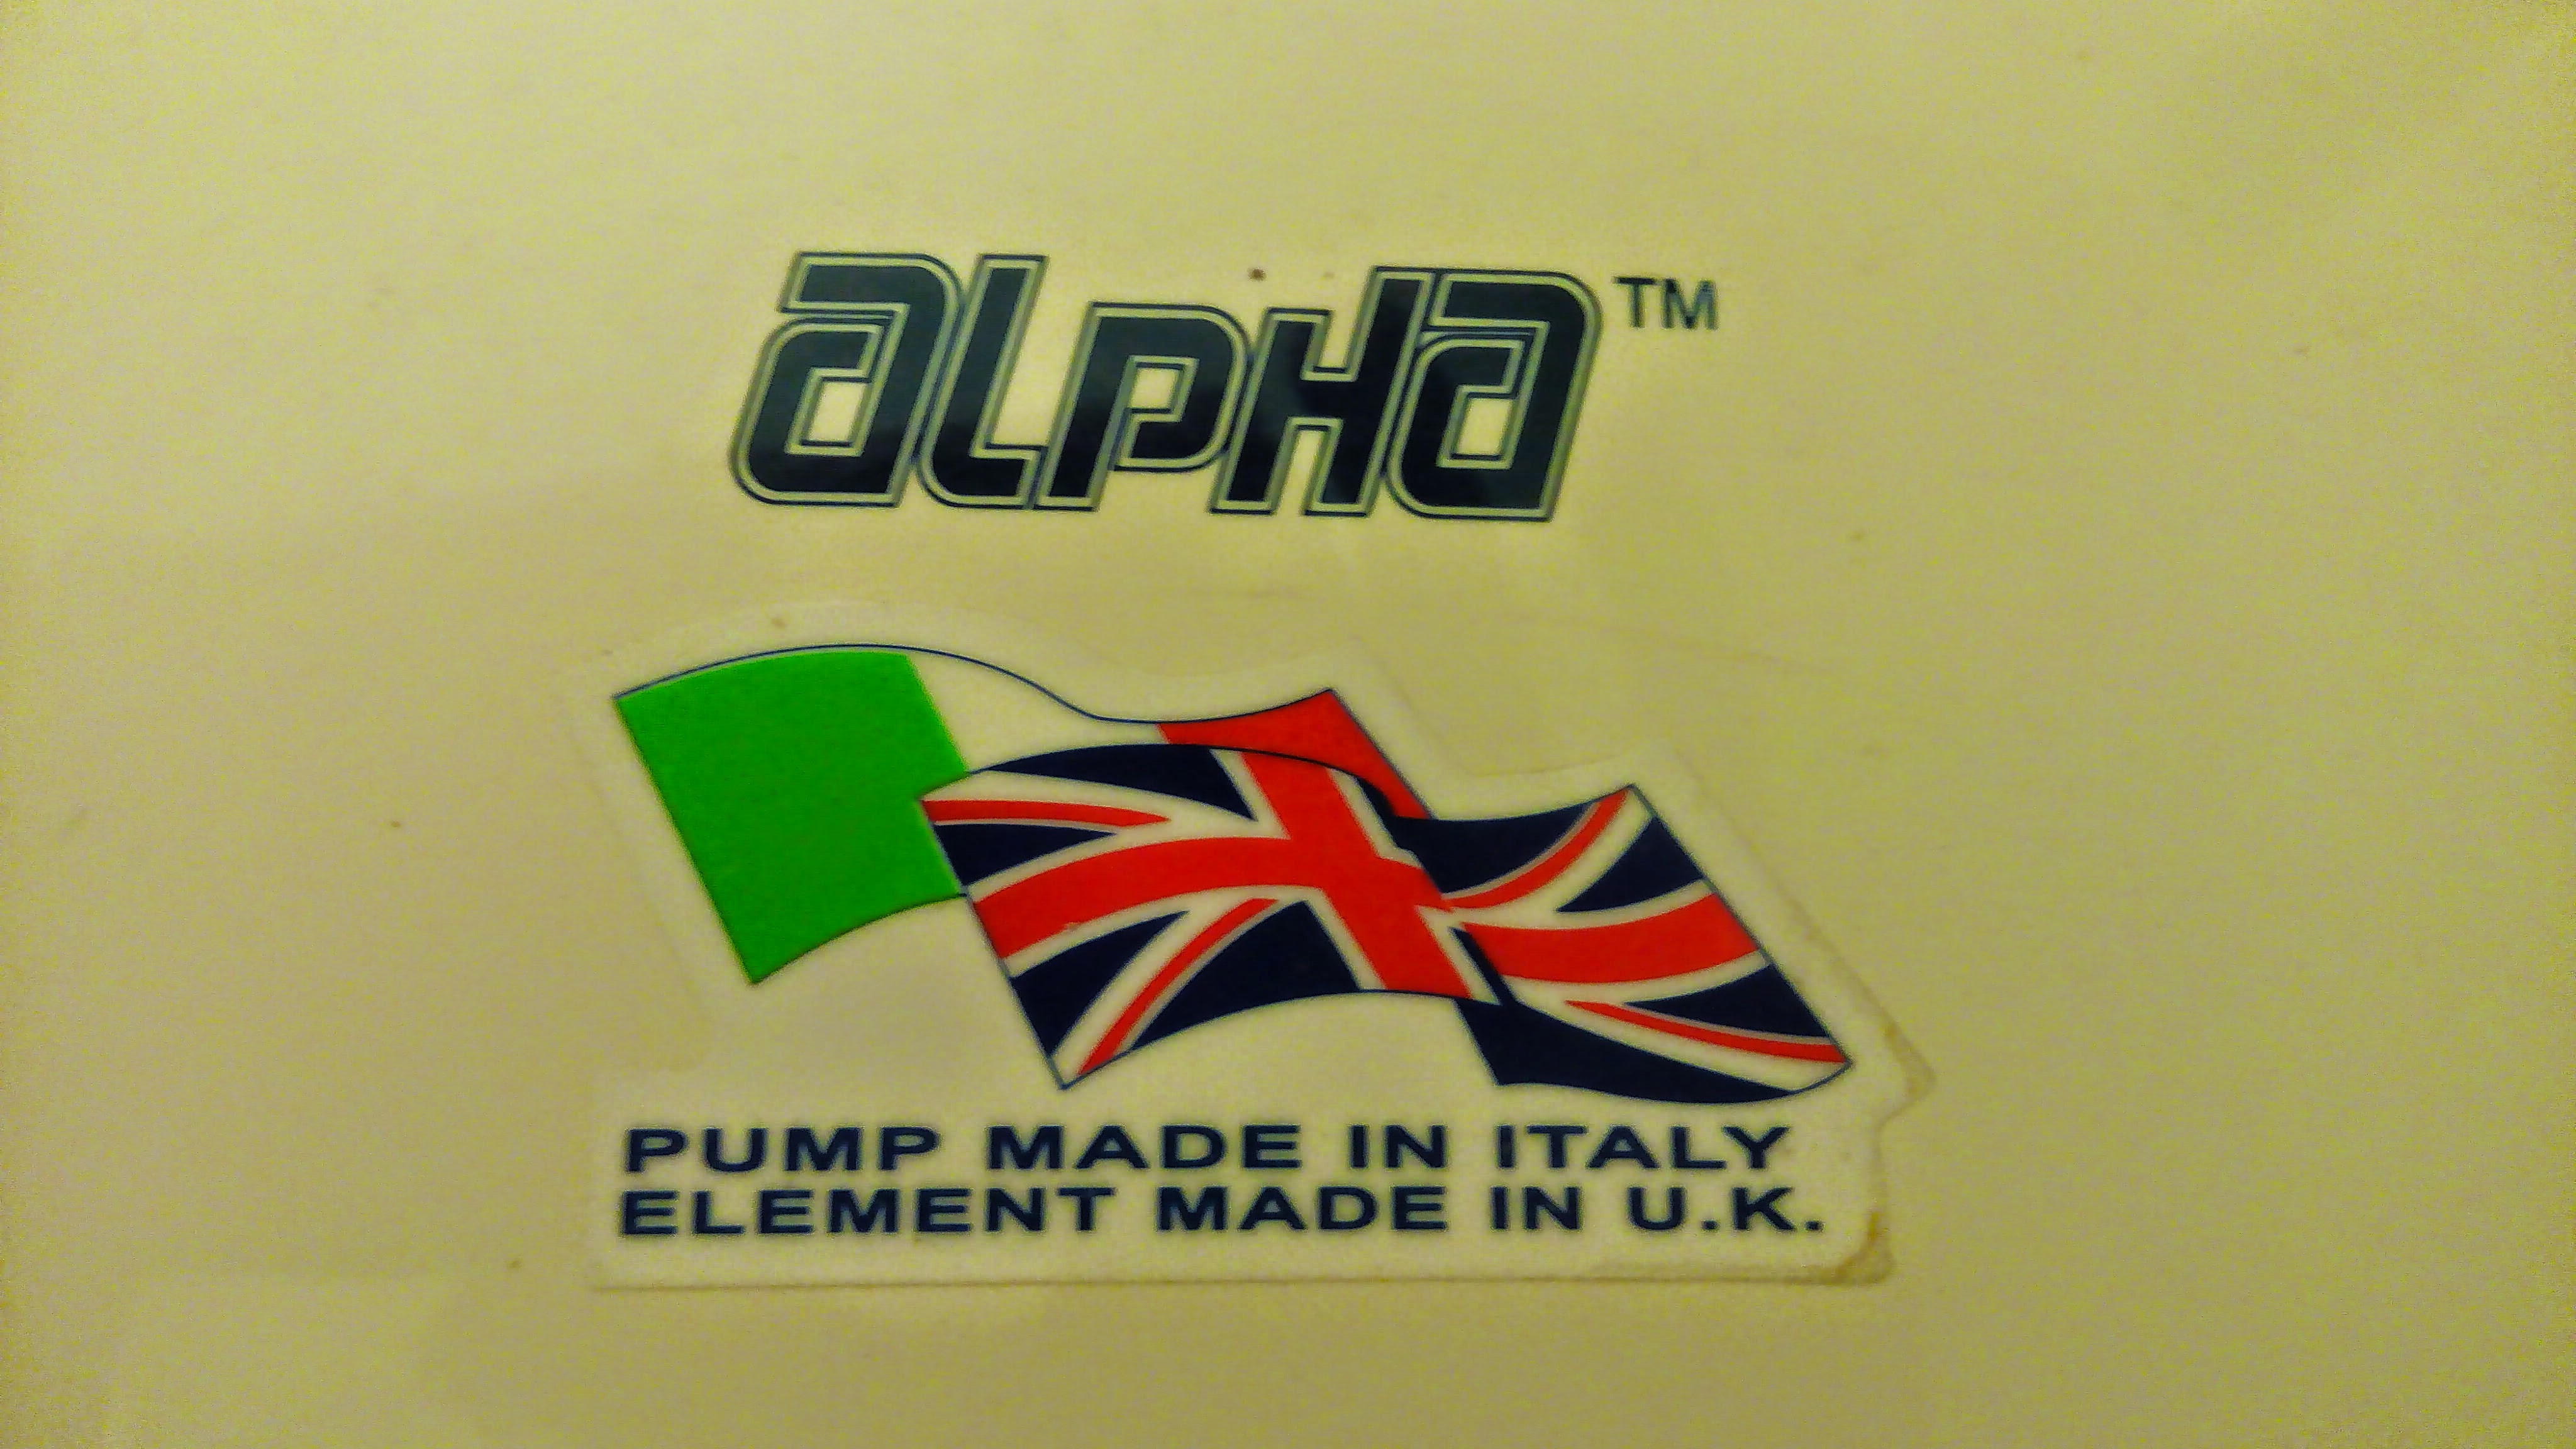 aLpHa™
PUMP MADE IN ITALY
ELEMENT MADE IN U.K.